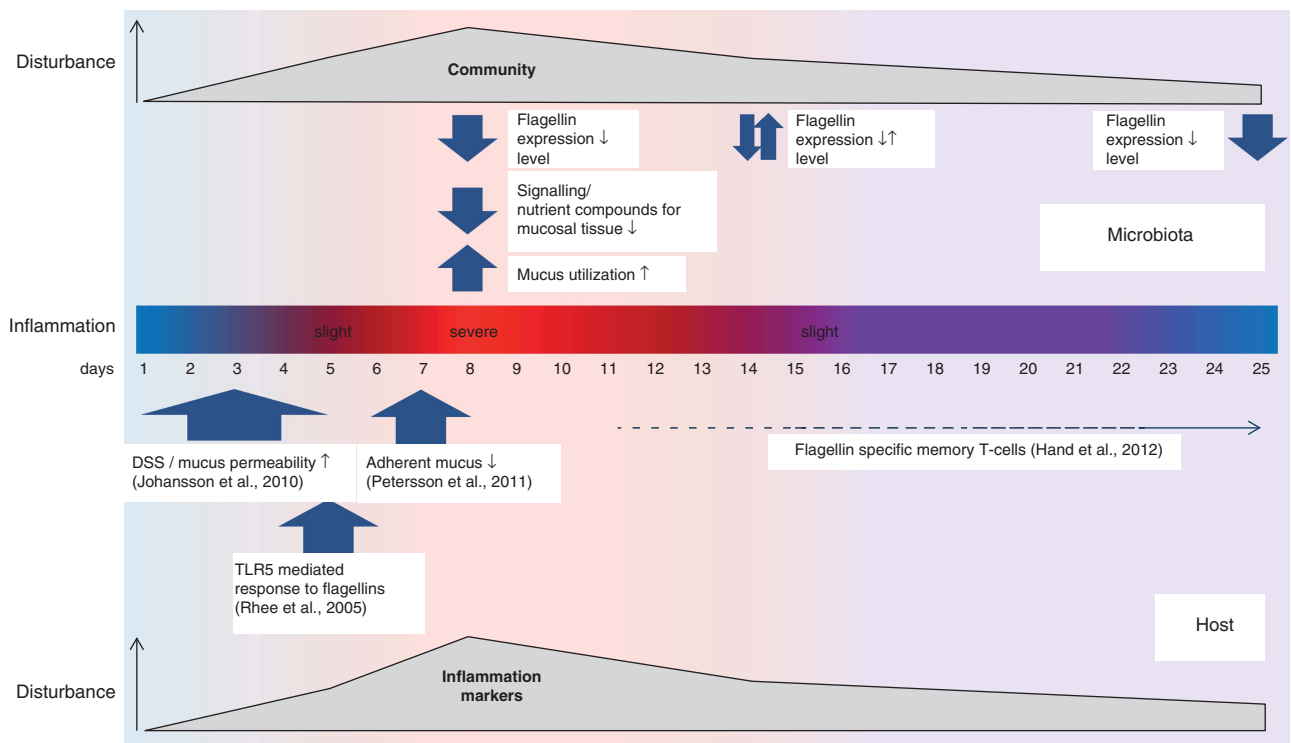 Disturbance
Community
Flagellin
expression ↓
level
Flagellin
expression ↓↑
level
Flagellin
expression ↓
level
Signalling/
nutrient compounds for
mucosal tissue ↓
Microbiota
Mucus utilization ↑
Inflammation
slight
severe
slight
days 1 2 3 4 5 6 7 8 9 10 11 12 13 14 15 16 17 18 19 20 21 22 23 24 25
DSS / mucus permeability ↑
(Johansson et al., 2010)
Adherent mucus ↓
(Petersson et al., 2011)
Flagellin specific memory T-cells (Hand et al., 2012)
TLR5 mediated
response to flagellins
(Rhee et al., 2005)
Host
Disturbance
Inflammation
markers